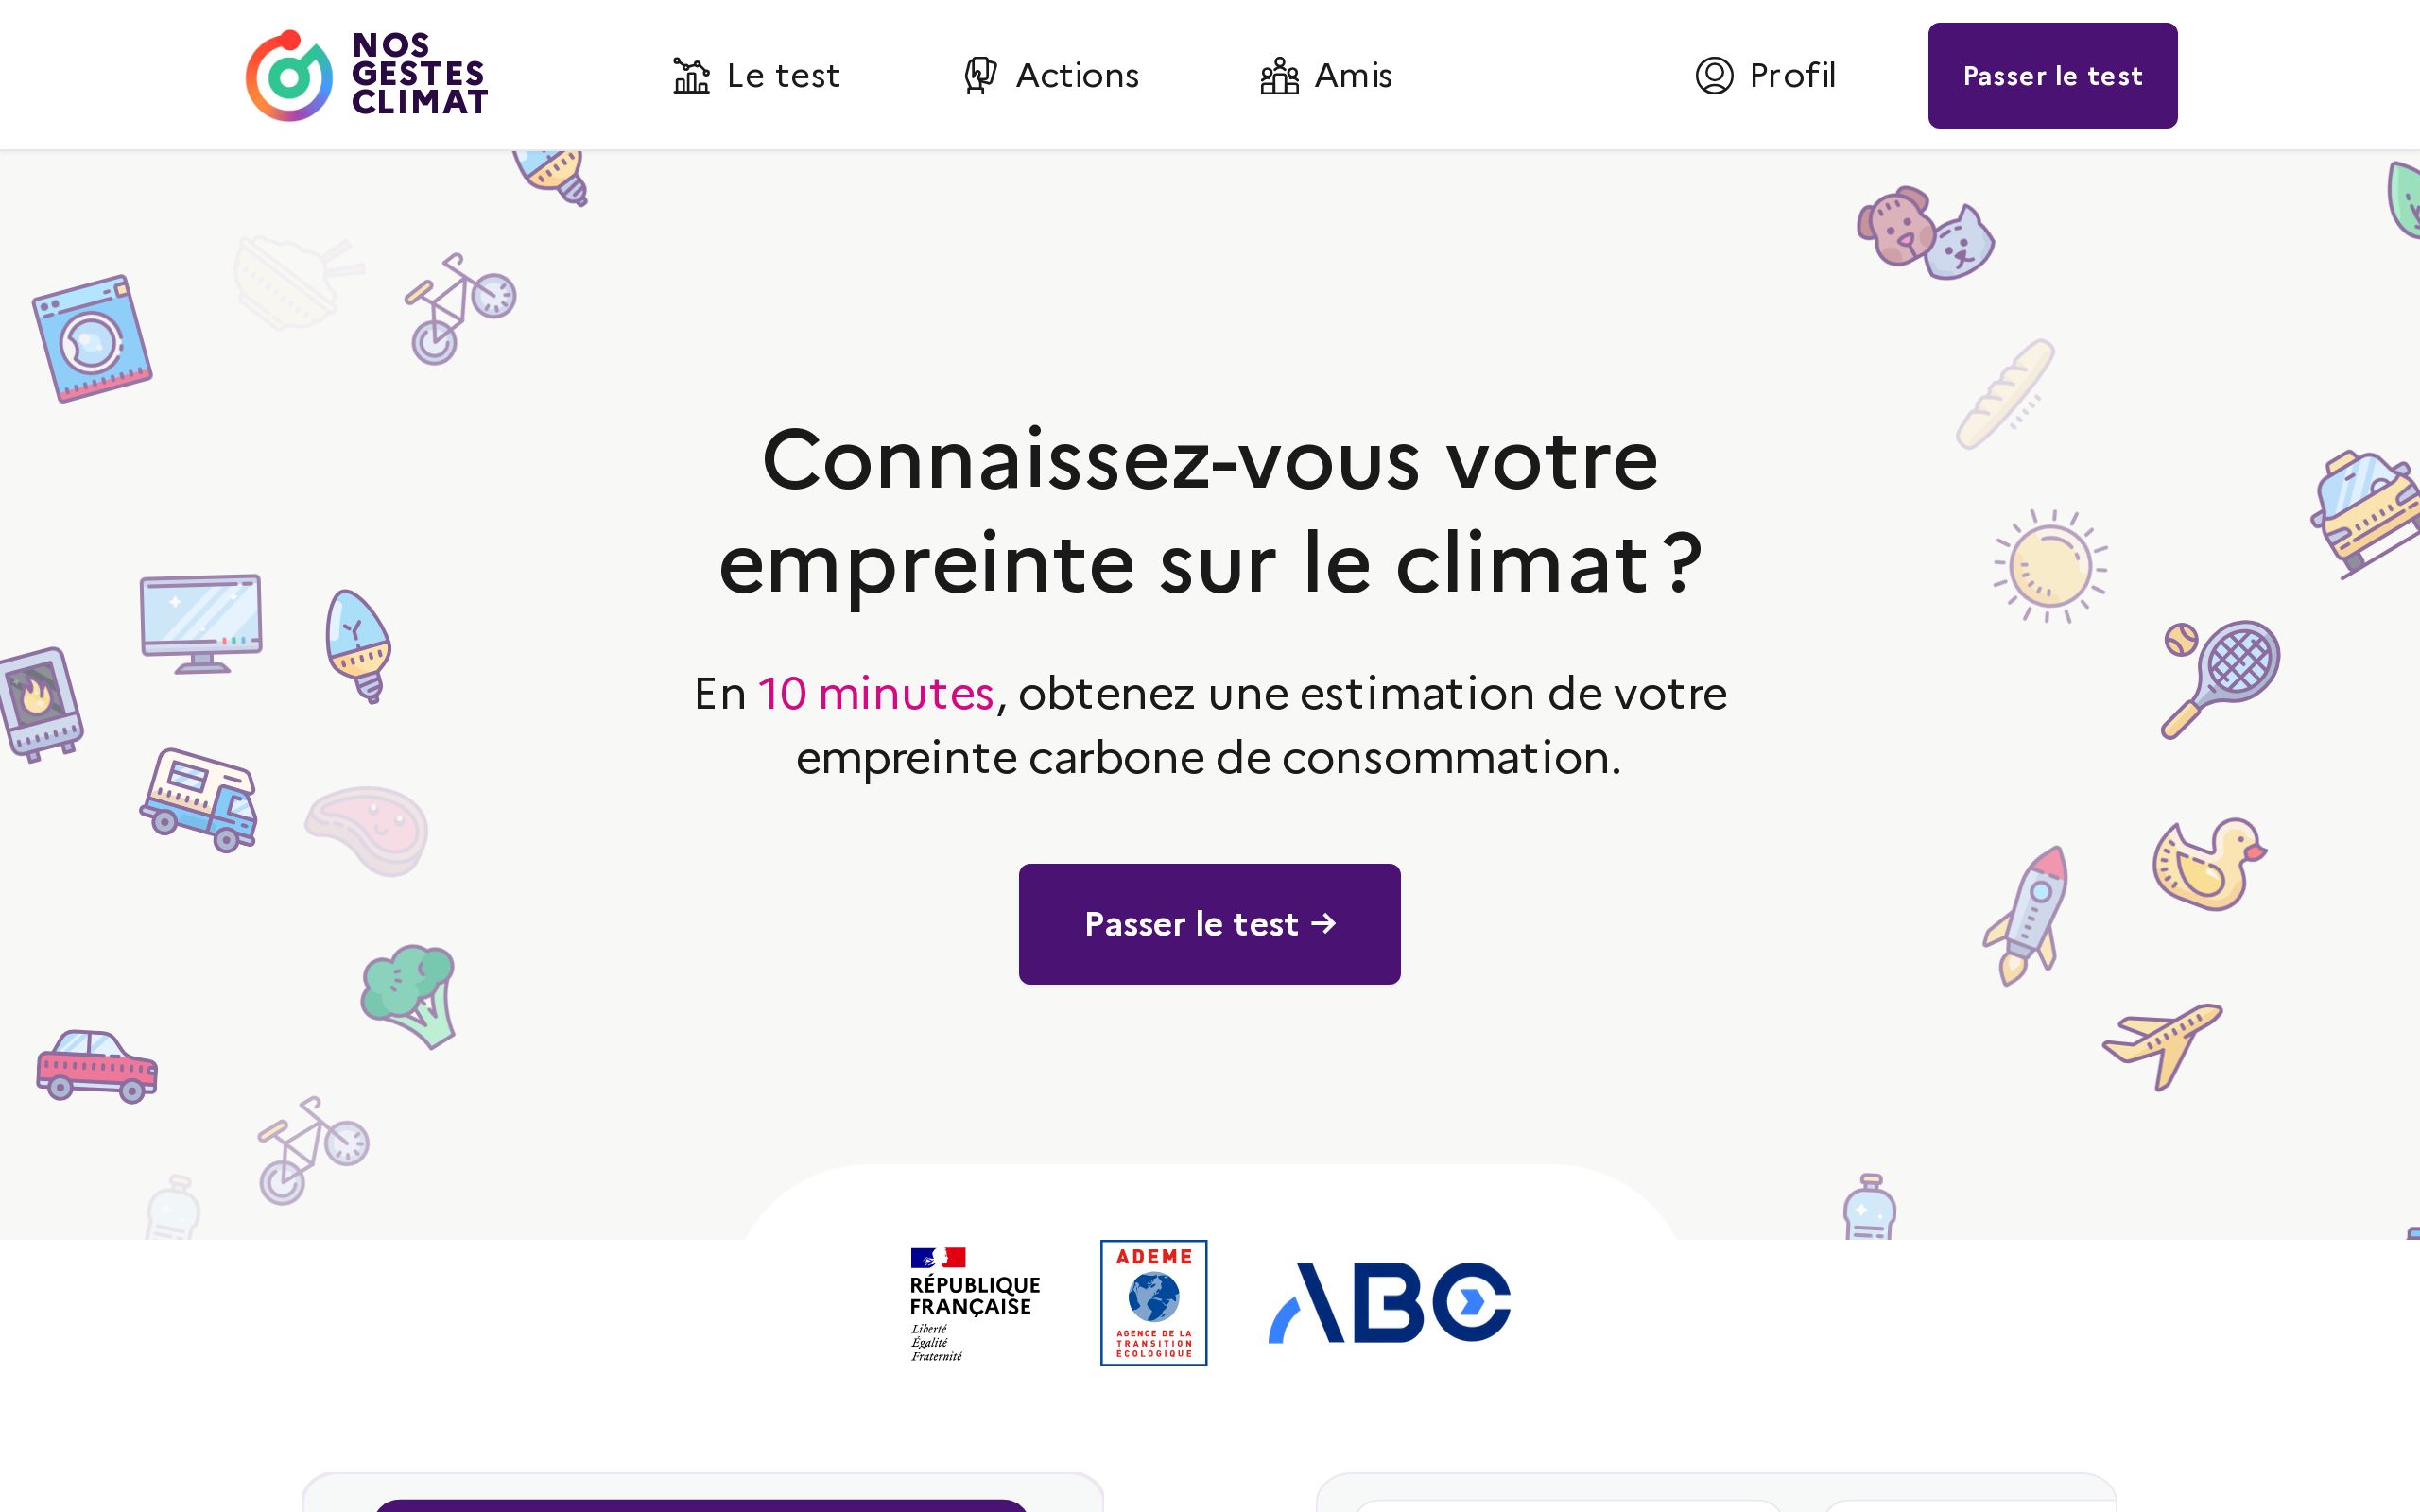 NOS
GESTES
CLIMAT
Le test
Actions
Amis
Profil
Passer le test
Connaissez-vous votre
empreinte sur le climat ?
En 10 minutes, obtenez une estimation de votre
empreinte carbone de consommation.
Passer le test →
RÉPUBLIQUE
FRANÇAISE
Liberté
Égalité
Fraternité
ADEME
AGENCE DE LA
TRANSITION
ÉCOLOGIQUE
ABC